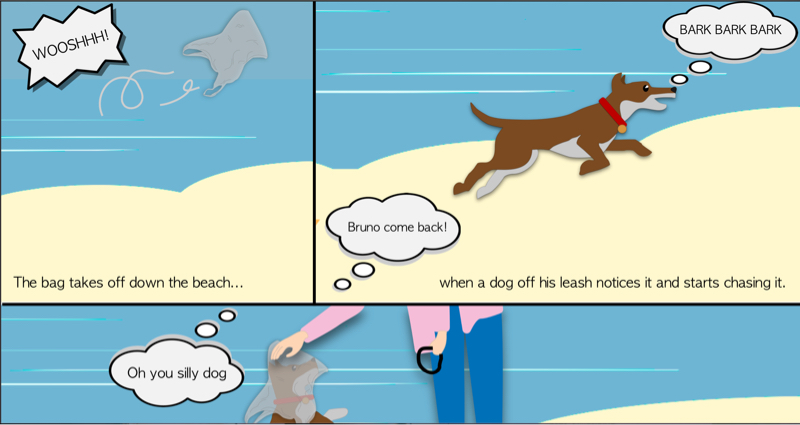 WOOSHHH!
The bag takes off down the beach...
BARK BARK BARK
Bruno come back!
when a dog off his leash notices it and starts chasing it.
Oh you silly dog